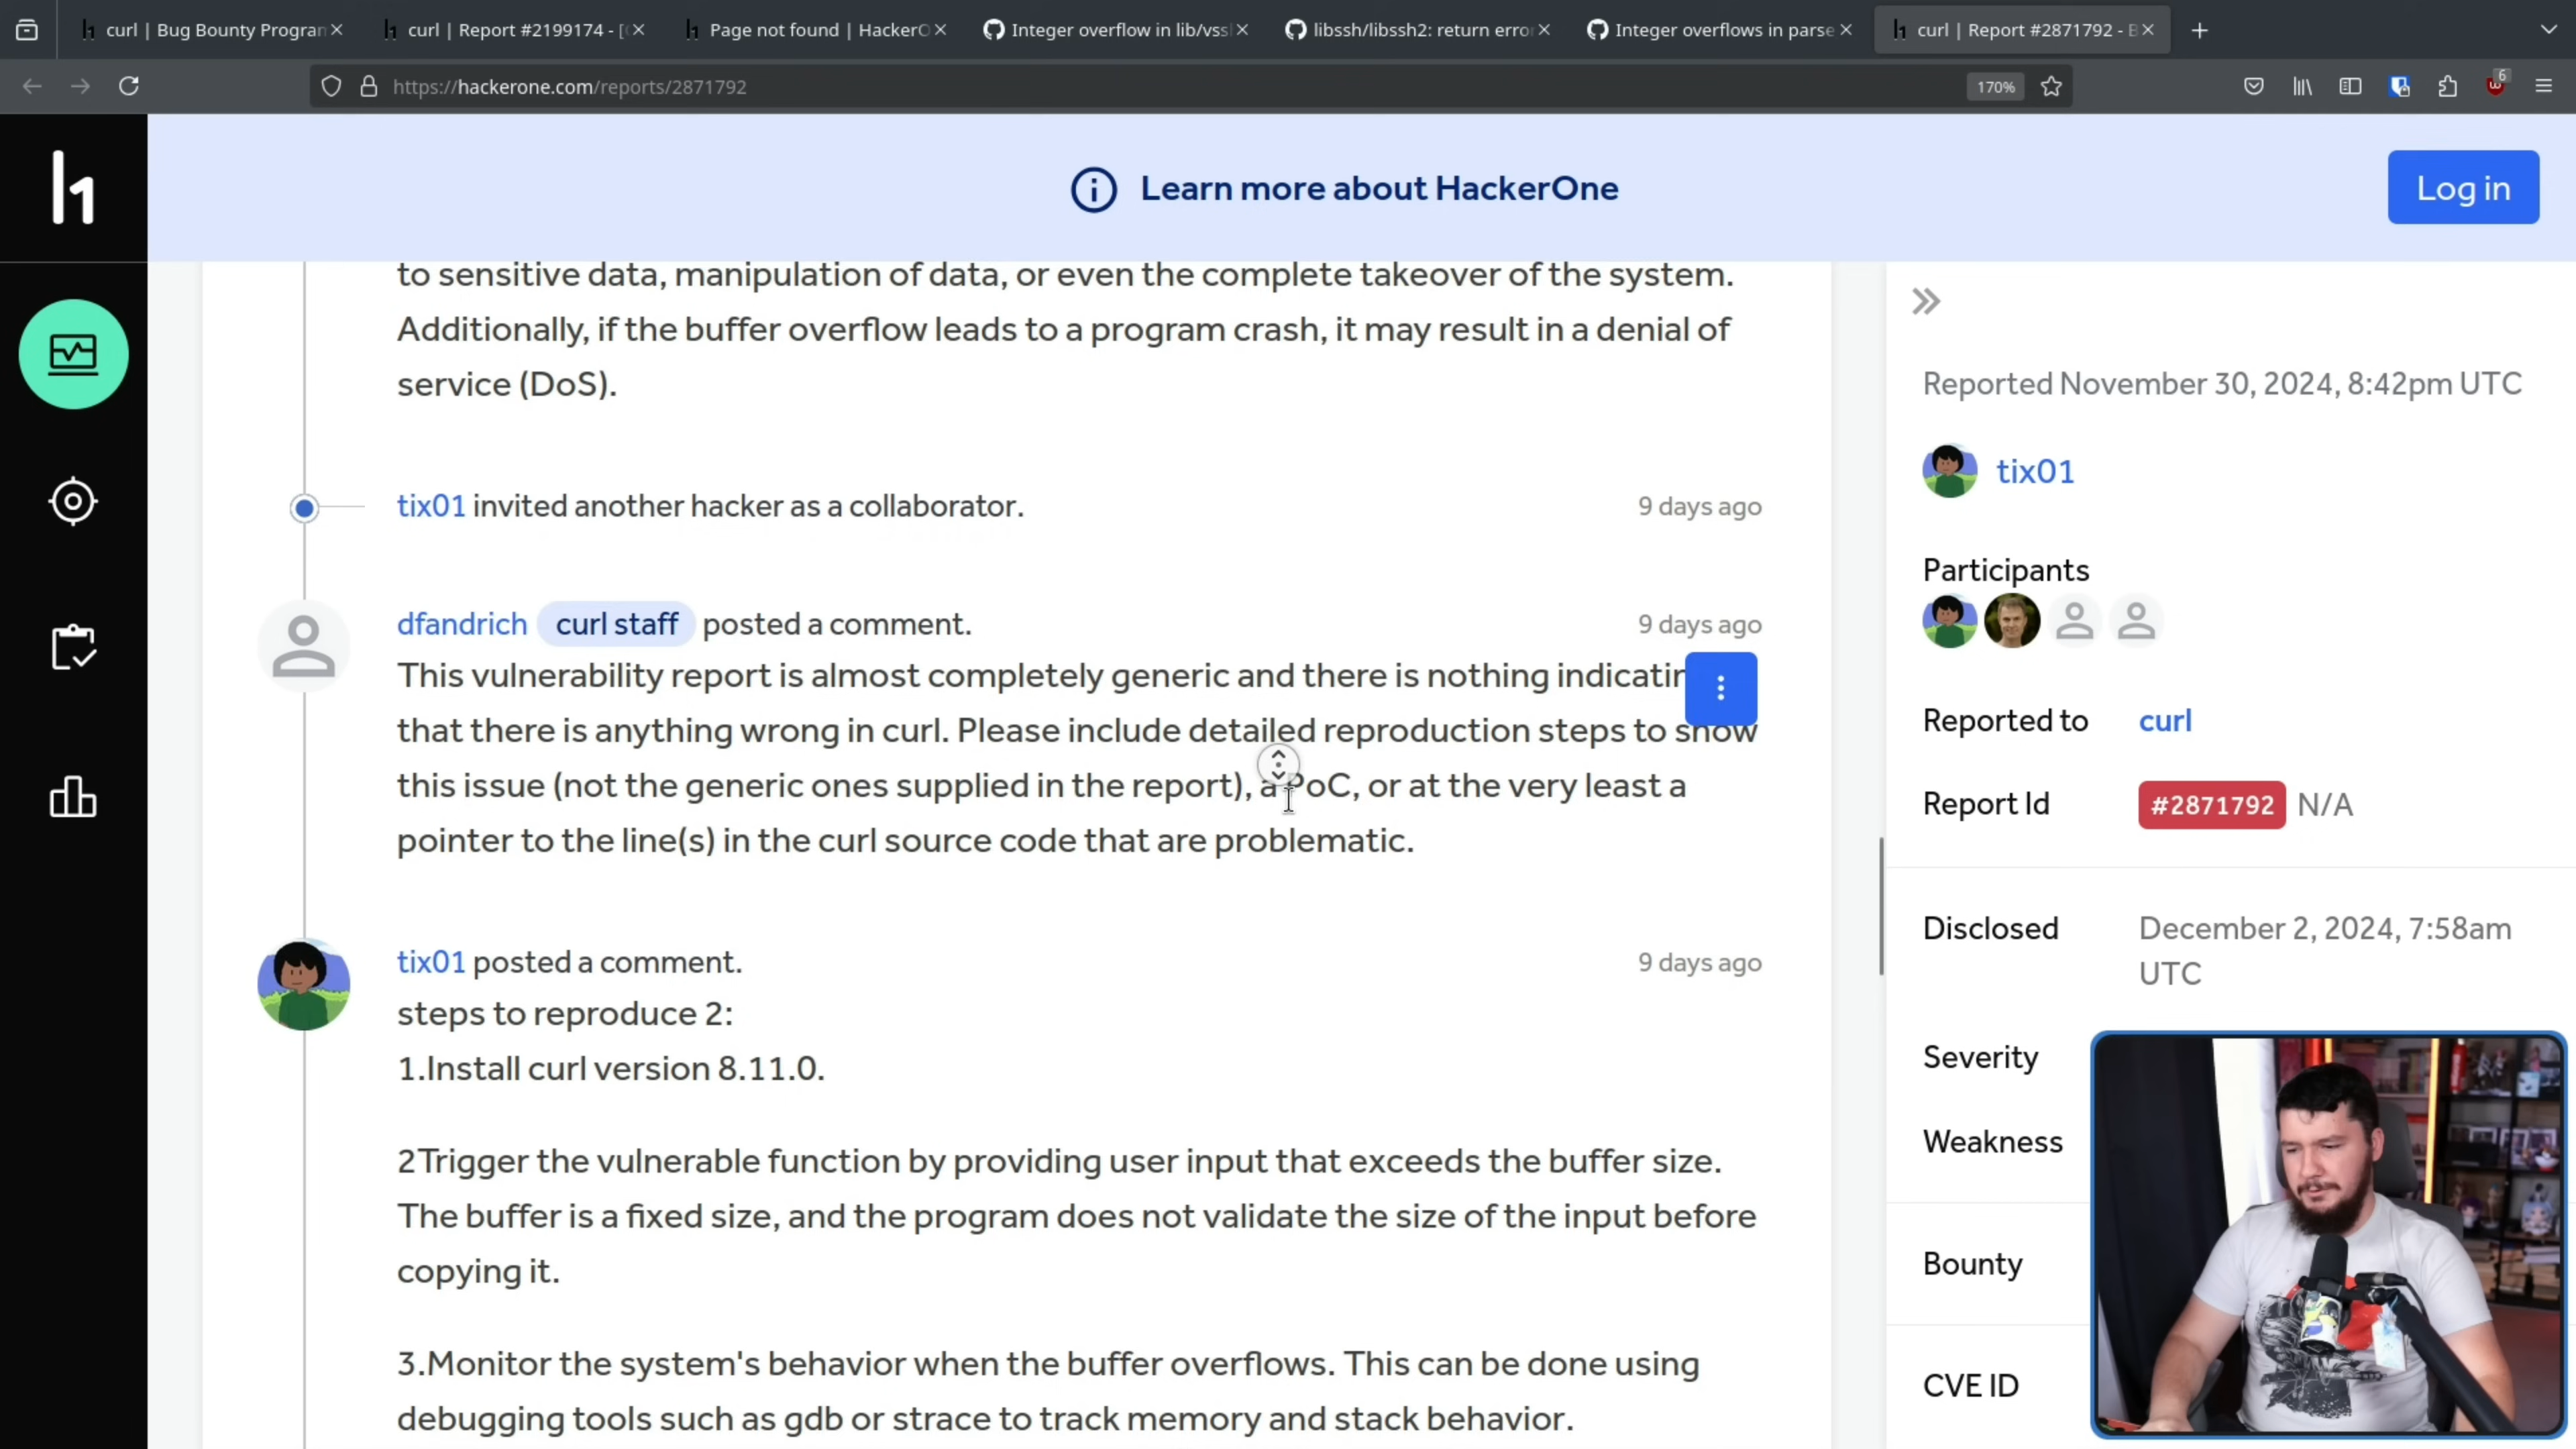 curl | Bug Bounty Progran
curl | Report #2199174 - [
Page not found | HackerO
Integer overflow in lib/vss
libssh/libssh2: return erro
Integer overflows in parse
curl | Report #2871792 - B
https://hackerone.com/reports/2871792
170%
6
h1
Learn more about HackerOne
Log in
to sensitive data, manipulation of data, or even the complete takeover of the system.
Additionally, if the buffer overflow leads to a program crash, it may result in a denial of
service (DoS).
tix01 invited another hacker as a collaborator.
9 days ago
dfandrich curl staff posted a comment.
9 days ago
This vulnerability report is almost completely generic and there is nothing indicatin
that there is anything wrong in curl. Please include detailed reproduction steps to show
this issue (not the generic ones supplied in the report), a PoC, or at the very least a
pointer to the line(s) in the curl source code that are problematic.
tix01 posted a comment.
9 days ago
steps to reproduce 2:
1.Install curl version 8.11.0.
2Trigger the vulnerable function by providing user input that exceeds the buffer size.
The buffer is a fixed size, and the program does not validate the size of the input before
copying it.
3.Monitor the system's behavior when the buffer overflows. This can be done using
debugging tools such as gdb or strace to track memory and stack behavior.
Reported November 30, 2024, 8:42pm UTC
tix01
Participants
Reported to curl
Report Id #2871792 N/A
Disclosed December 2, 2024, 7:58am
UTC
Severity
Weakness
Bounty
CVE ID